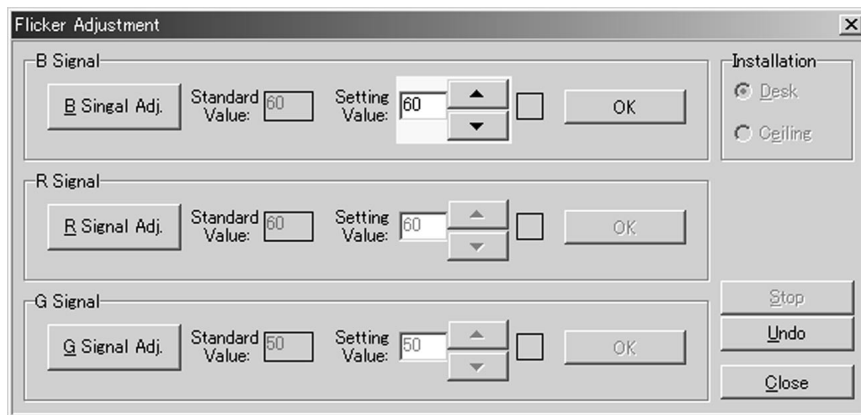 Flicker Adjustment
B Signal
B Singal Adj.
Standard Value: 60
Setting Value: 60
OK
Installation
Desk
Ceiling
R Signal
R Signal Adj.
Standard Value: 60
Setting Value: 60
OK
G Signal
G Signal Adj.
Standard Value: 50
Setting Value: 50
OK
Stop
Undo
Close